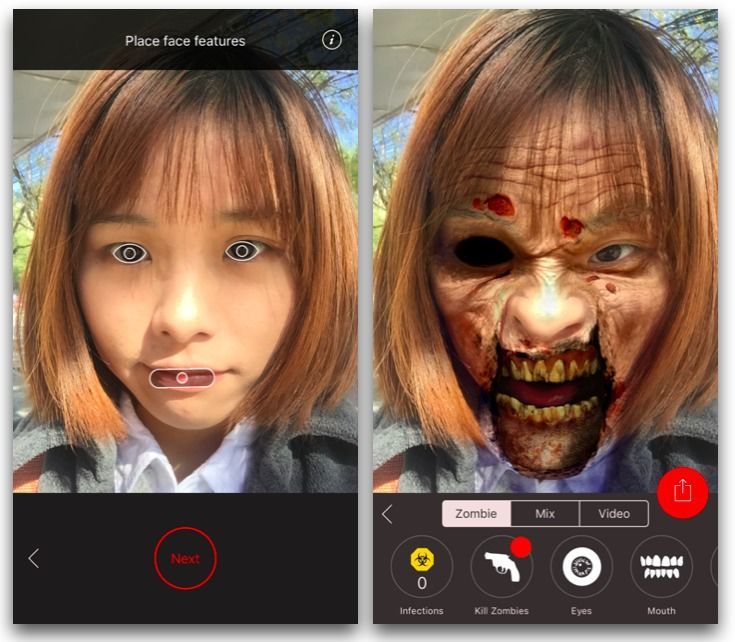 Place face features
Next
Zombie
Mix
Video
0
Infections
Kill Zombies
Eyes
Mouth